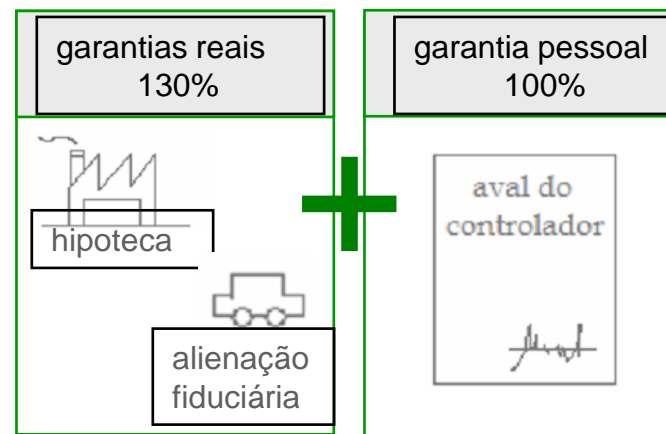 garantias reais
130%
hipoteca
alienação
fiduciária
garantia pessoal
100%
aval do
controlador